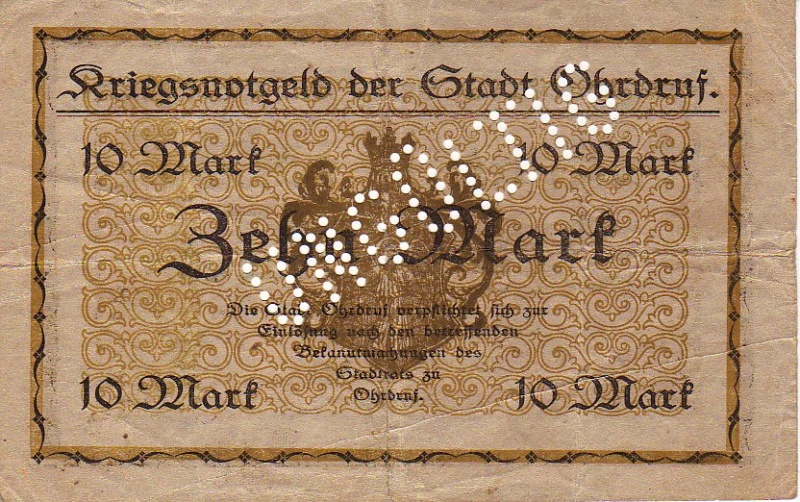 Kriegsnotgeld der Stadt Ohrdruf.
10 Mark 10 Mark
Zehn Mark
Die Stadt Ohrdruf verpflichtet sich zur
Einlösung nach den betreffenden
Bekanntmachungen des
Stadtrats zu
Ohrdruf.
10 Mark 10 Mark